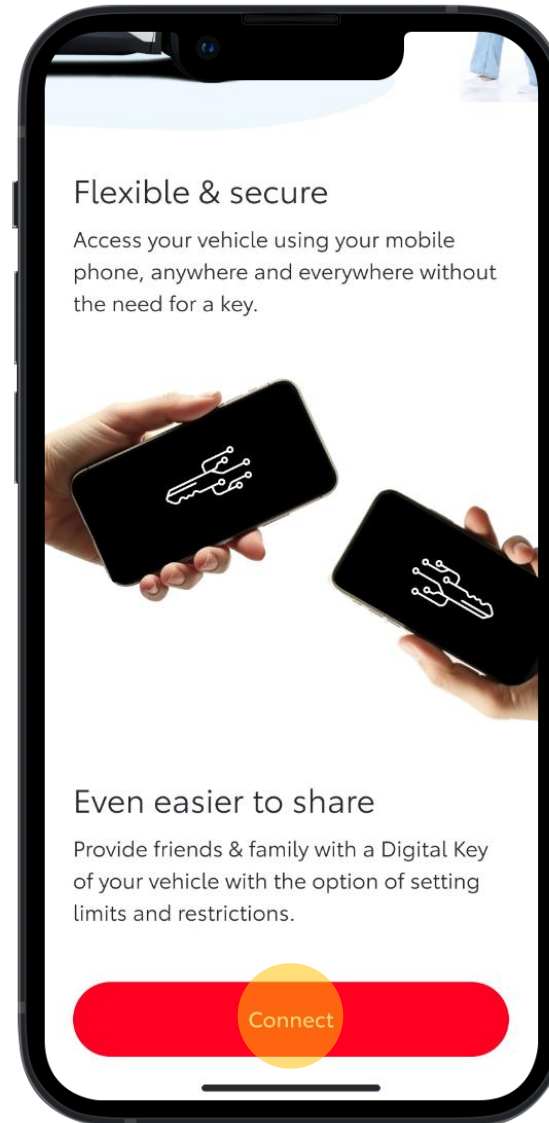 Flexible & secure
Access your vehicle using your mobile
phone, anywhere and everywhere without
the need for a key.
Even easier to share
Provide friends & family with a Digital Key
of your vehicle with the option of setting
limits and restrictions.
Connect